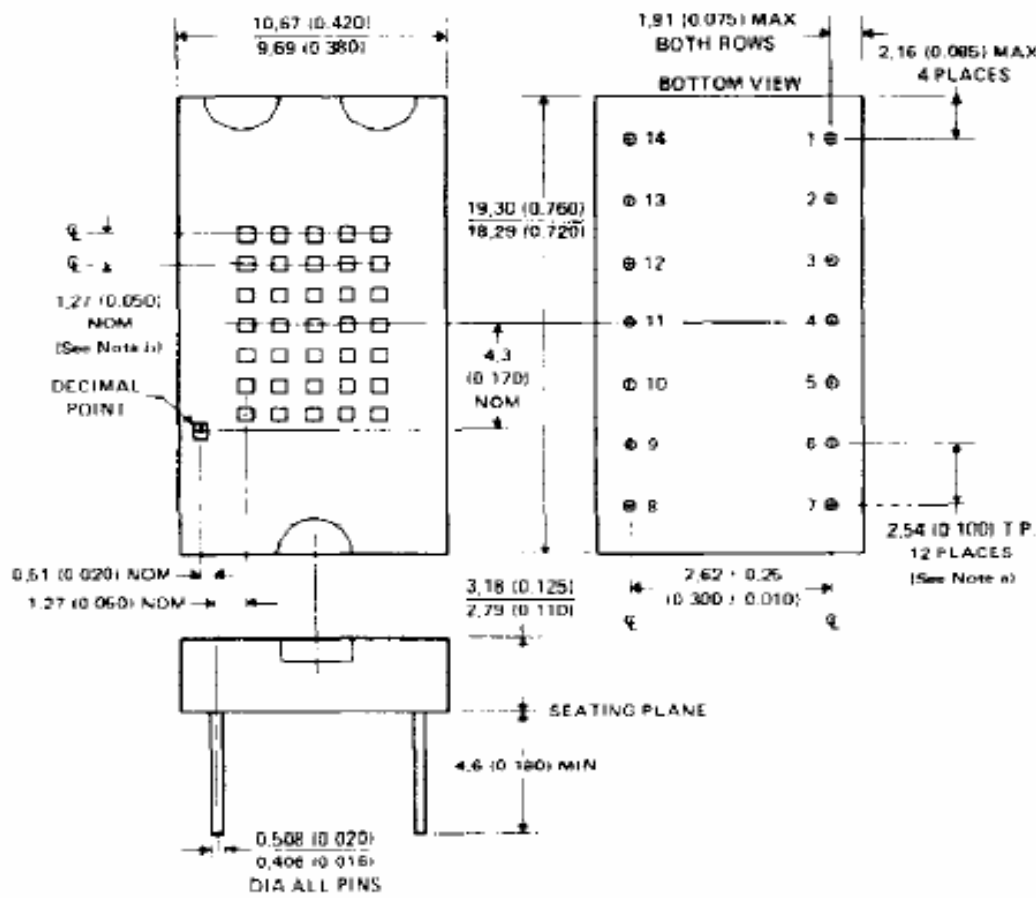 10,67 (0.420)
9,69 (0.380)
1,91 (0.075) MAX
BOTH ROWS
2,16 (0.085) MAX
4 PLACES
BOTTOM VIEW
14 1
13 2
19,30 (0.760)
18,29 (0.720)
12 3
1,27 (0.050)
NOM
(See Note b)
11 4
4,3
(0.170)
NOM
DECIMAL
POINT
10 5
9 6
8 7
2,54 (0.100) T.P.
12 PLACES
(See Note a)
0,51 (0.020) NOM
1,27 (0.050) NOM
3,18 (0.125)
2,79 (0.110)
SEATING PLANE
4,6 (0.180) MIN
0,508 (0.020)
0,406 (0.016)
DIA ALL PINS